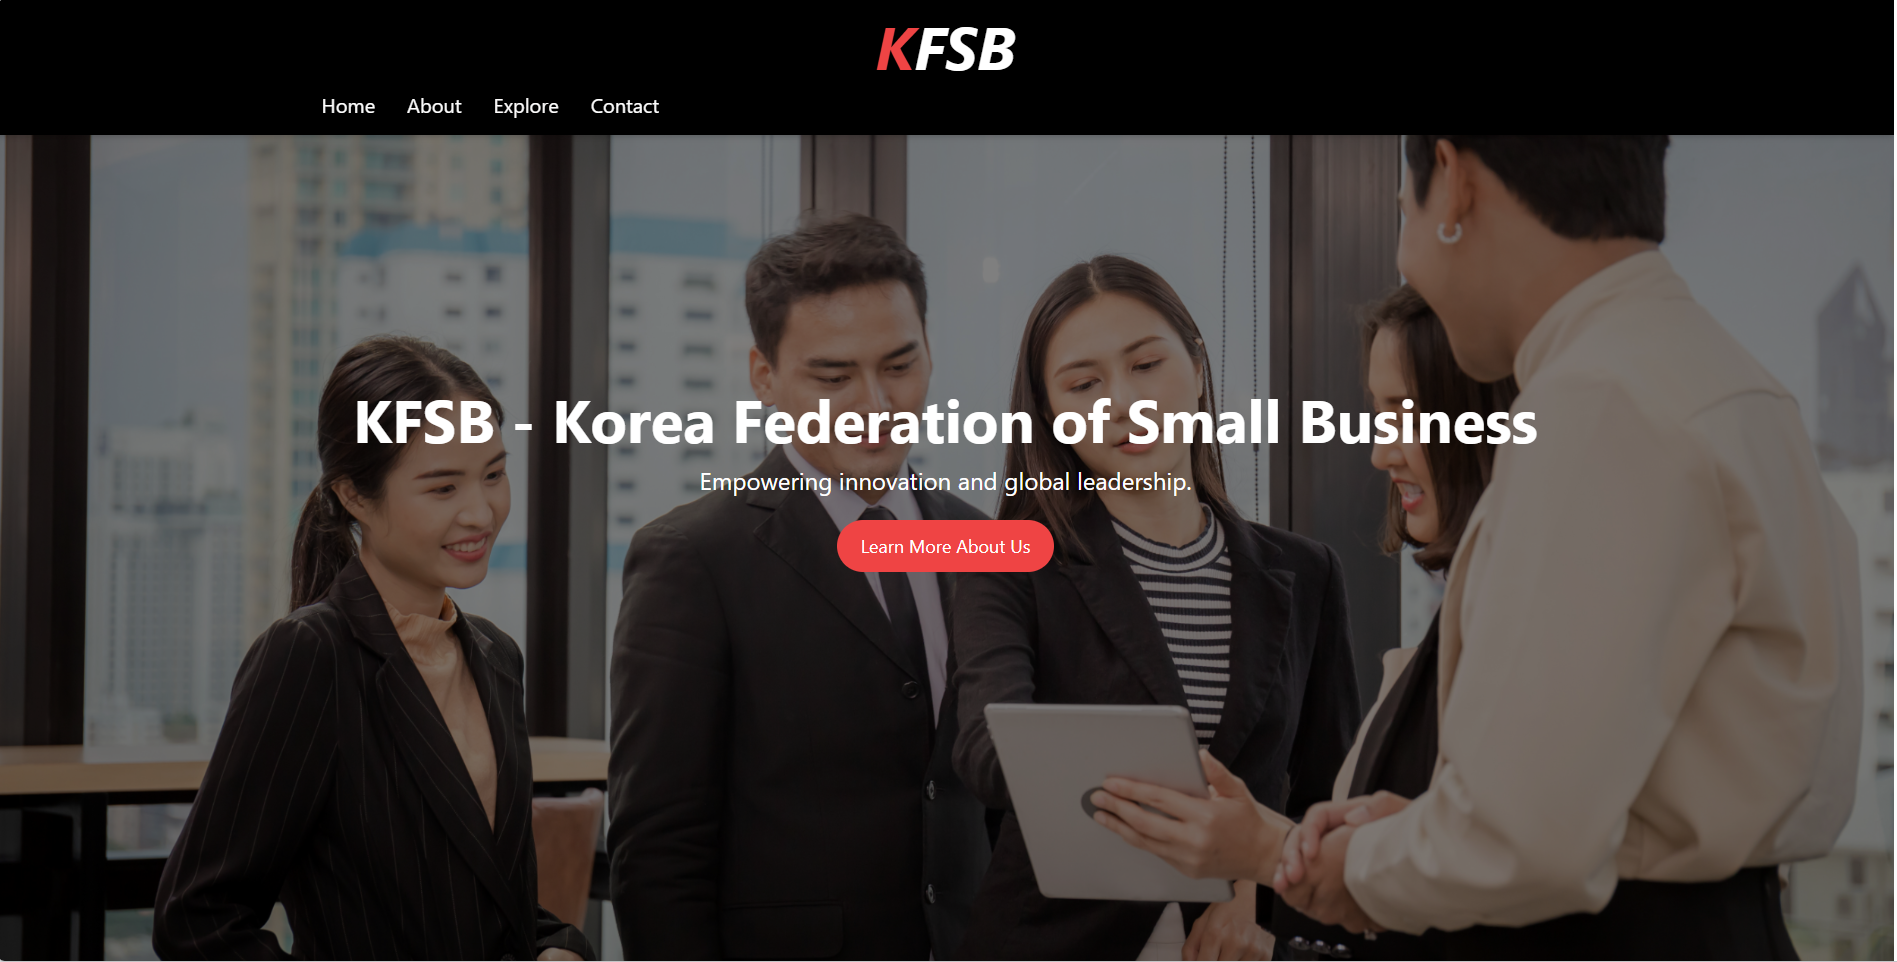 KFSB
Home About Explore Contact
KFSB - Korea Federation of Small Business
Empowering innovation and global leadership.
Learn More About Us